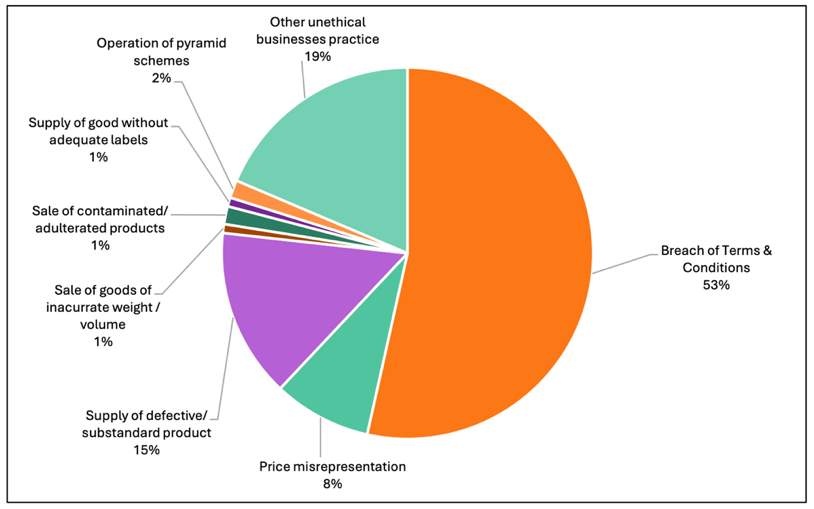 Other unethical
businesses practice
19%
Operation of pyramid
schemes
2%
Supply of good without
adequate labels
1%
Sale of contaminated/
adulterated products
1%
Sale of goods of
inacurrate weight /
volume
1%
Supply of defective/
substandard product
15%
Price misrepresentation
8%
Breach of Terms &
Conditions
53%